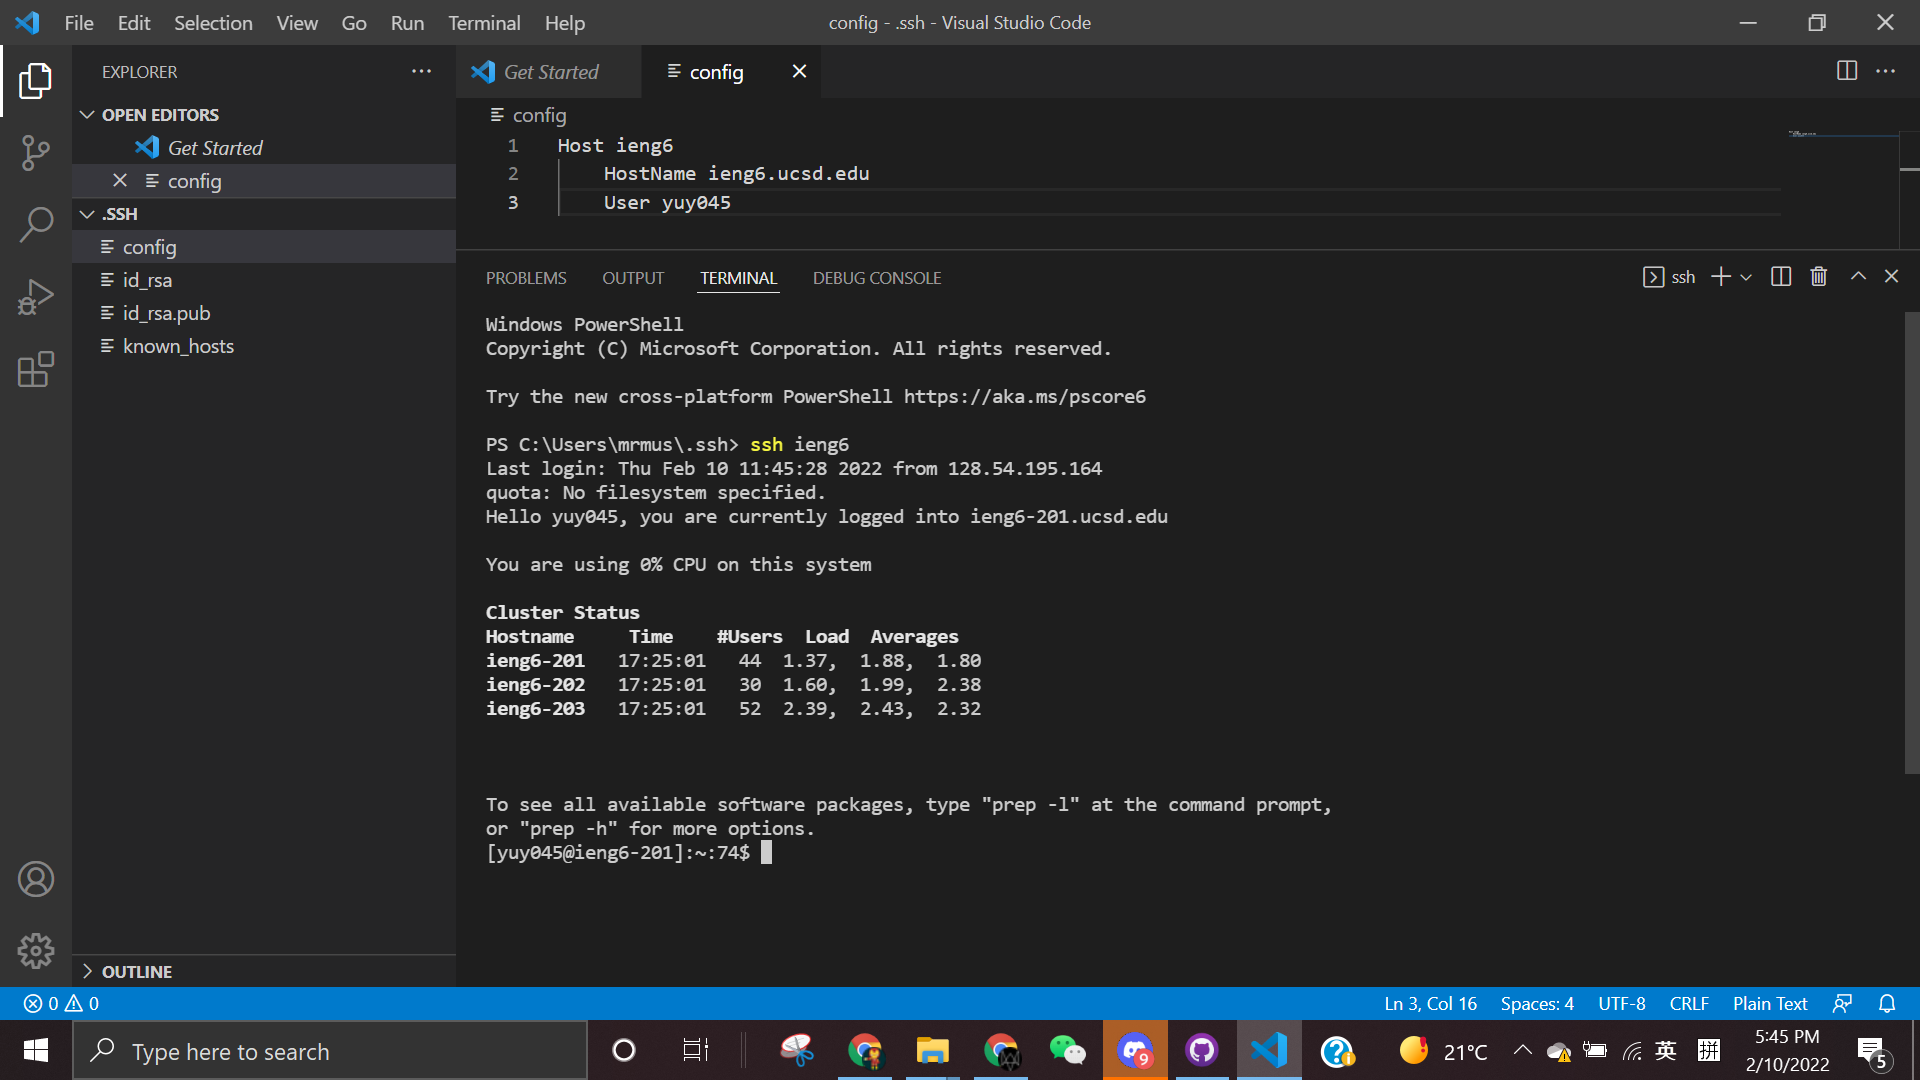 File Edit Selection View Go Run Terminal Help
config - .ssh - Visual Studio Code
EXPLORER
OPEN EDITORS
Get Started
config
.SSH
config
id_rsa
id_rsa.pub
known_hosts
OUTLINE
Get Started
config
config
1 Host ieng6
2 HostName ieng6.ucsd.edu
3 User yuy045
PROBLEMS OUTPUT TERMINAL DEBUG CONSOLE
ssh
Windows PowerShell
Copyright (C) Microsoft Corporation. All rights reserved.
Try the new cross-platform PowerShell https://aka.ms/pscore6
PS C:\Users\mrmus\.ssh> ssh ieng6
Last login: Thu Feb 10 11:45:28 2022 from 128.54.195.164
quota: No filesystem specified.
Hello yuy045, you are currently logged into ieng6-201.ucsd.edu
You are using 0% CPU on this system
Cluster Status
Hostname Time #Users Load Averages
ieng6-201 17:25:01 44 1.37, 1.88, 1.80
ieng6-202 17:25:01 30 1.60, 1.99, 2.38
ieng6-203 17:25:01 52 2.39, 2.43, 2.32
To see all available software packages, type "prep -l" at the command prompt,
or "prep -h" for more options.
[yuy045@ieng6-201]:~:74$
0 0
Ln 3, Col 16 Spaces: 4 UTF-8 CRLF Plain Text
Type here to search
9
21°C
英
拼
5:45 PM
2/10/2022
5